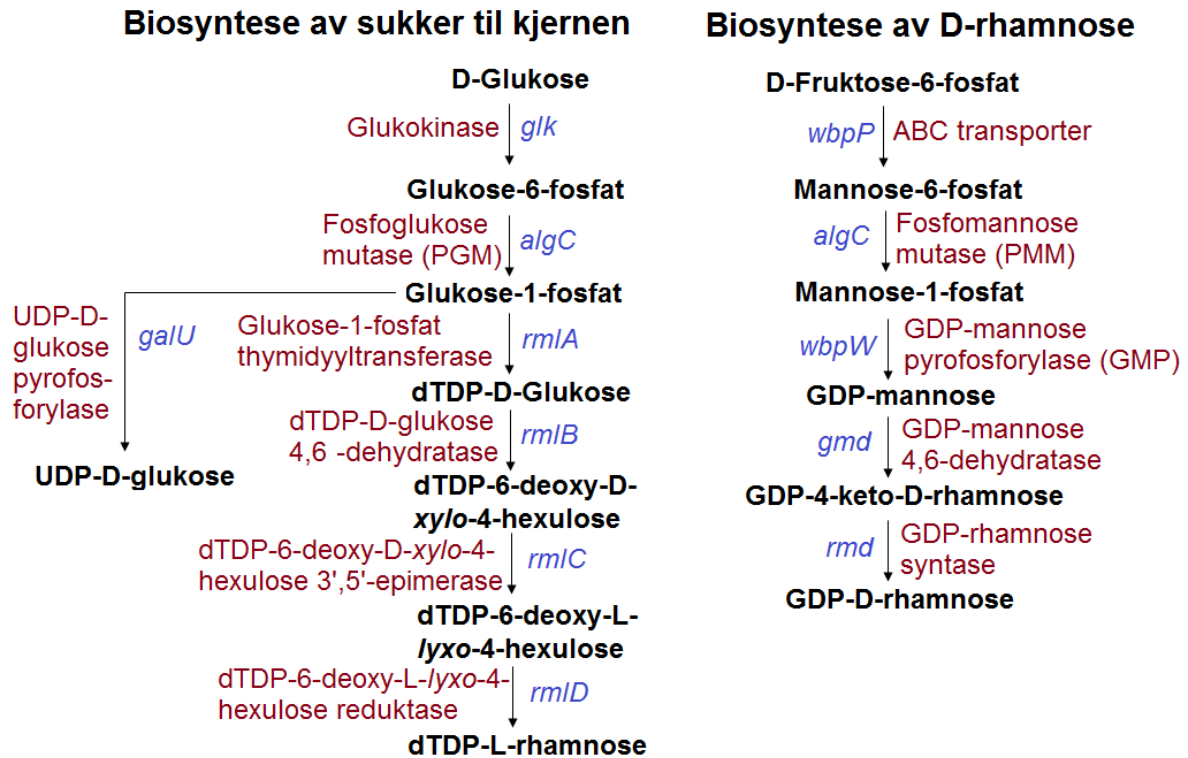 Biosyntese av sukker til kjernen
D-Glukose
Glukokinase
glk
Glukose-6-fosfat
Fosfoglukose
mutase (PGM)
algC
Glukose-1-fosfat
UDP-D-
glukose
pyrofos-
forylase
galU
UDP-D-glukose
Glukose-1-fosfat
thymidyyltransferase
rmlA
dTDP-D-Glukose
dTDP-D-glukose
4,6 -dehydratase
rmlB
dTDP-6-deoxy-D-
xylo-4-hexulose
dTDP-6-deoxy-D-xylo-4-
hexulose 3',5'-epimerase
rmlC
dTDP-6-deoxy-L-
lyxo-4-hexulose
dTDP-6-deoxy-L-lyxo-4-
hexulose reduktase
rmlD
dTDP-L-rhamnose
Biosyntese av D-rhamnose
D-Fruktose-6-fosfat
wbpP
ABC transporter
Mannose-6-fosfat
algC
Fosfomannose
mutase (PMM)
Mannose-1-fosfat
wbpW
GDP-mannose
pyrofosforylase (GMP)
GDP-mannose
gmd
GDP-mannose
4,6-dehydratase
GDP-4-keto-D-rhamnose
rmd
GDP-rhamnose
syntase
GDP-D-rhamnose